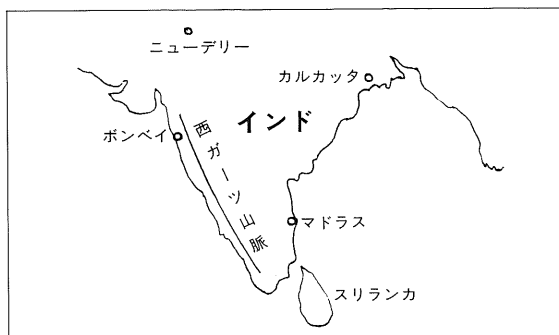 ニューデリー
カルカッタ
インド
ボンベイ
西ガーツ山脈
マドラス
スリランカ